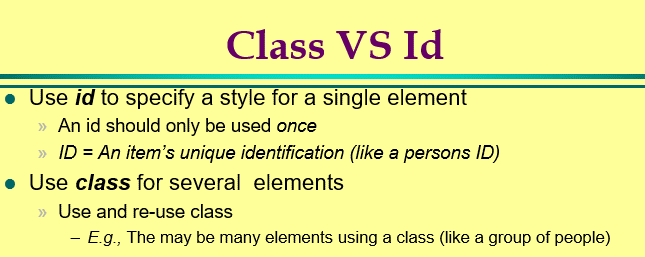 Class VS Id
Use id to specify a style for a single element
An id should only be used once
ID = An item's unique identification (like a persons ID)
Use class for several elements
Use and re-use class
– E.g., The may be many elements using a class (like a group of people)